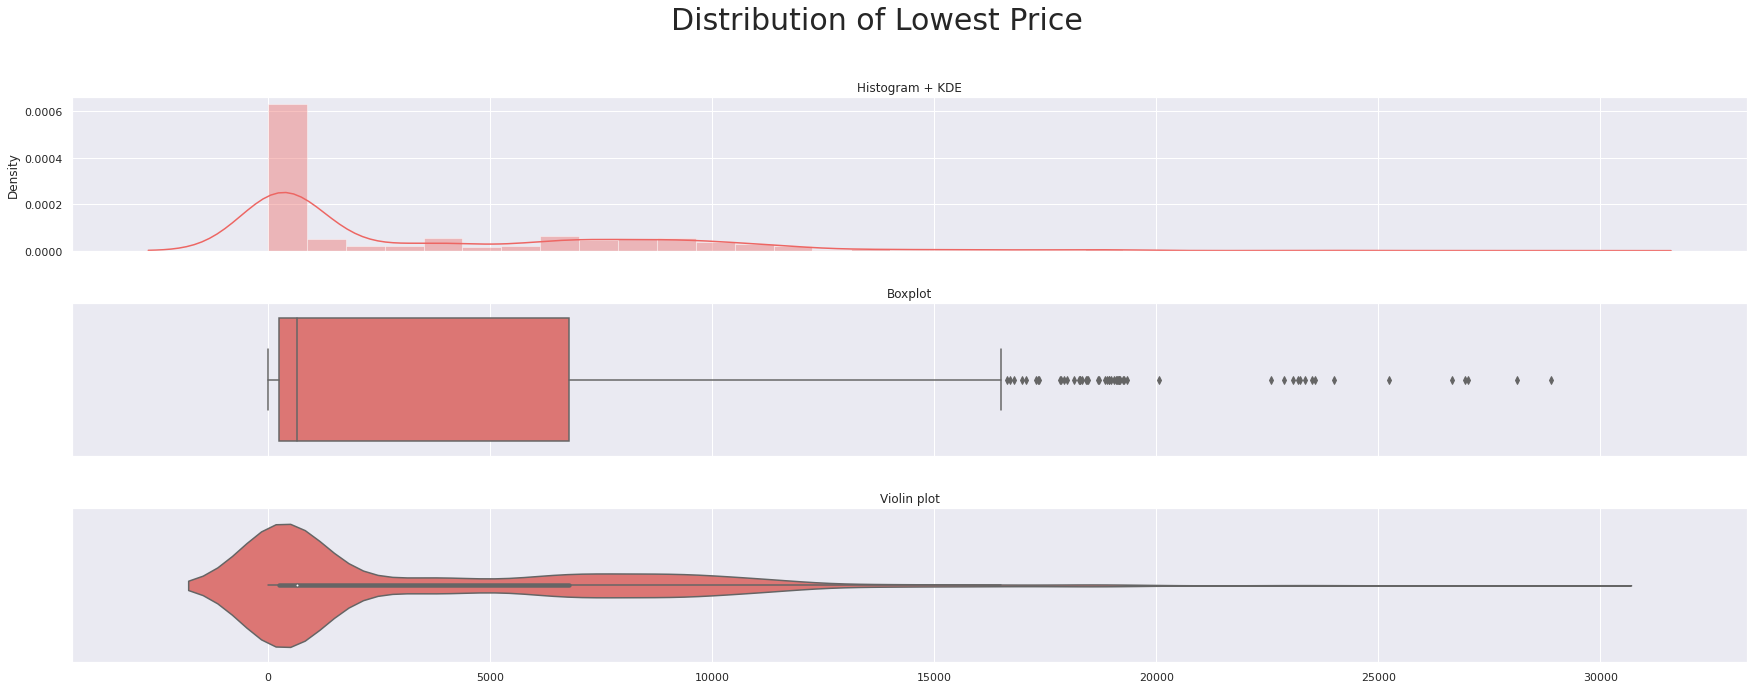 Distribution of Lowest Price
Histogram + KDE
0.0006
0.0004
0.0002
0.0000
Density
Boxplot
Violin plot
0 5000 10000 15000 20000 25000 30000